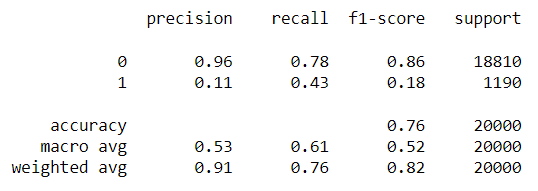 precision recall f1-score support
0 0.96 0.78 0.86 18810
1 0.11 0.43 0.18 1190
accuracy 0.76 20000
macro avg 0.53 0.61 0.52 20000
weighted avg 0.91 0.76 0.82 20000